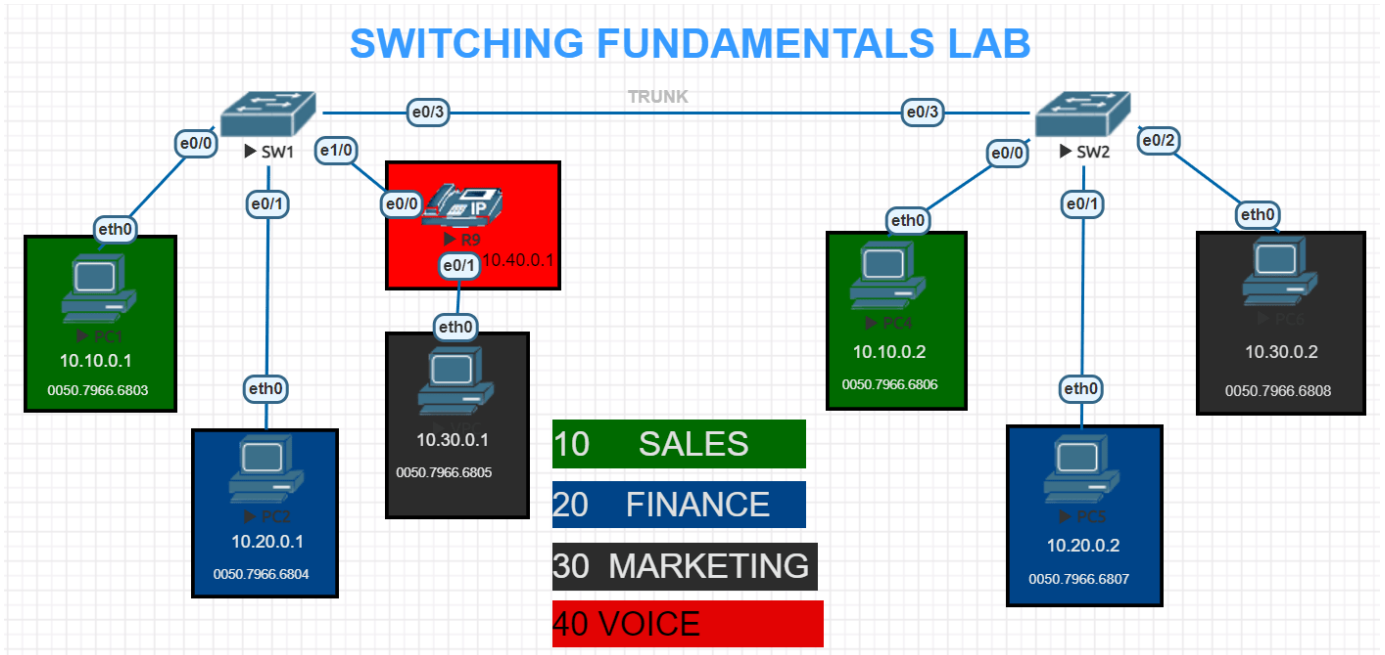 SWITCHING FUNDAMENTALS LAB
TRUNK
e0/3
e0/3
SW1
SW2
e0/0
e1/0
e0/0
e0/2
e0/1
e0/0
IP
R9
e0/1
10.40.0.1
e0/1
eth0
eth0
eth0
PC1
10.10.0.1
0050.7966.6803
eth0
VPC
10.30.0.1
0050.7966.6805
PC4
10.10.0.2
0050.7966.6806
PC6
10.30.0.2
0050.7966.6808
eth0
PC2
10.20.0.1
0050.7966.6804
eth0
PC5
10.20.0.2
0050.7966.6807
10 SALES
20 FINANCE
30 MARKETING
40 VOICE